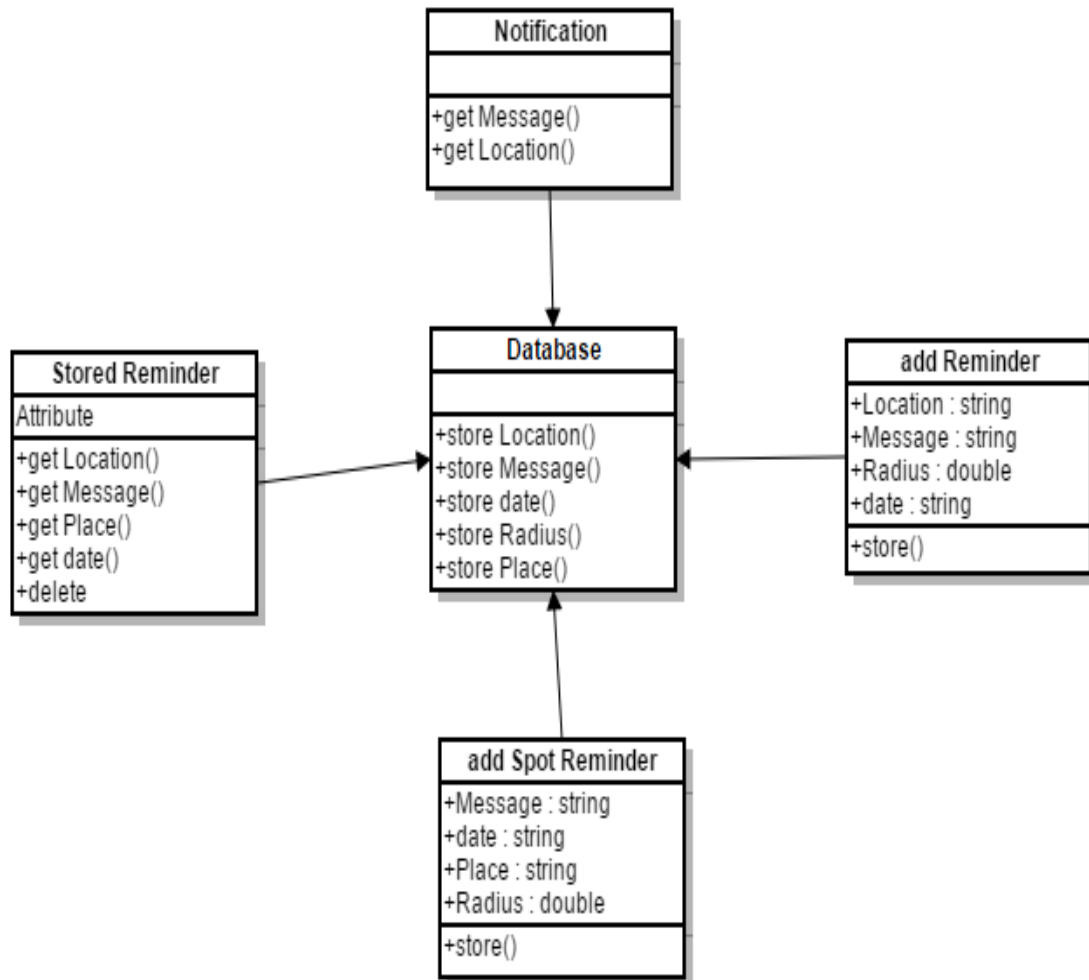 Notification
+get Message()
+get Location()
Stored Reminder
Attribute
+get Location()
+get Message()
+get Place()
+get date()
+delete
Database
+store Location()
+store Message()
+store date()
+store Radius()
+store Place()
add Reminder
+Location : string
+Message : string
+Radius : double
+date : string
+store()
add Spot Reminder
+Message : string
+date : string
+Place : string
+Radius : double
+store()